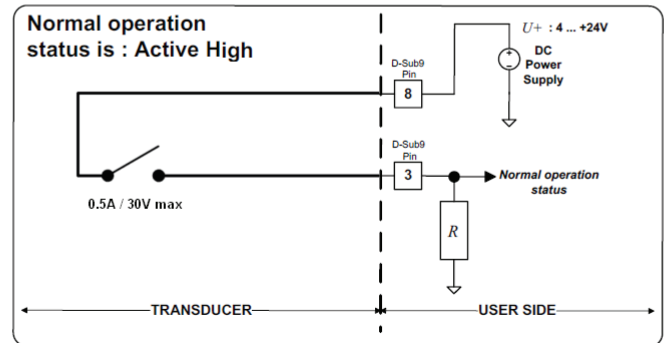 Normal operation
status is : Active High
U+ : 4 ... +24V
DC
Power
Supply
D-Sub9
Pin
8
D-Sub9
Pin
3
Normal operation
status
0.5A / 30V max
R
TRANSDUCER
USER SIDE